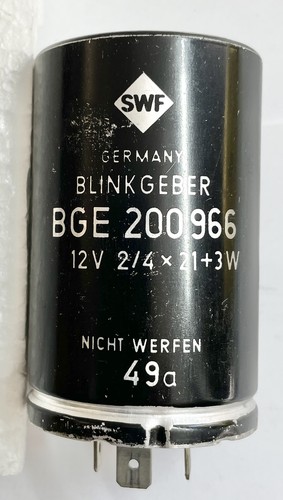 SWF
GERMANY
BLINKGEBER
BGE 200966
12V 2/4 × 21+3W
NICHT WERFEN
49a